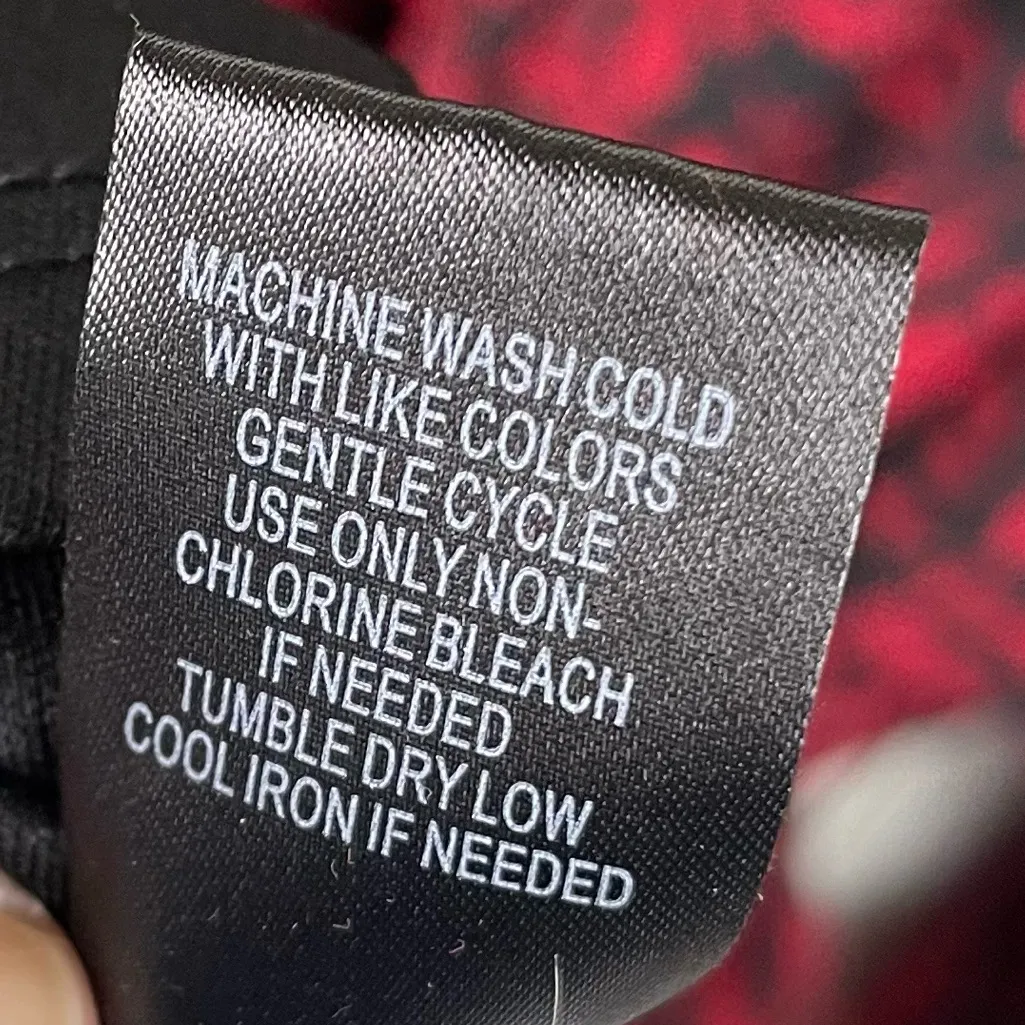 MACHINE WASH COLD
WITH LIKE COLORS
GENTLE CYCLE
USE ONLY NON-
CHLORINE BLEACH
IF NEEDED
TUMBLE DRY LOW
COOL IRON IF NEEDED